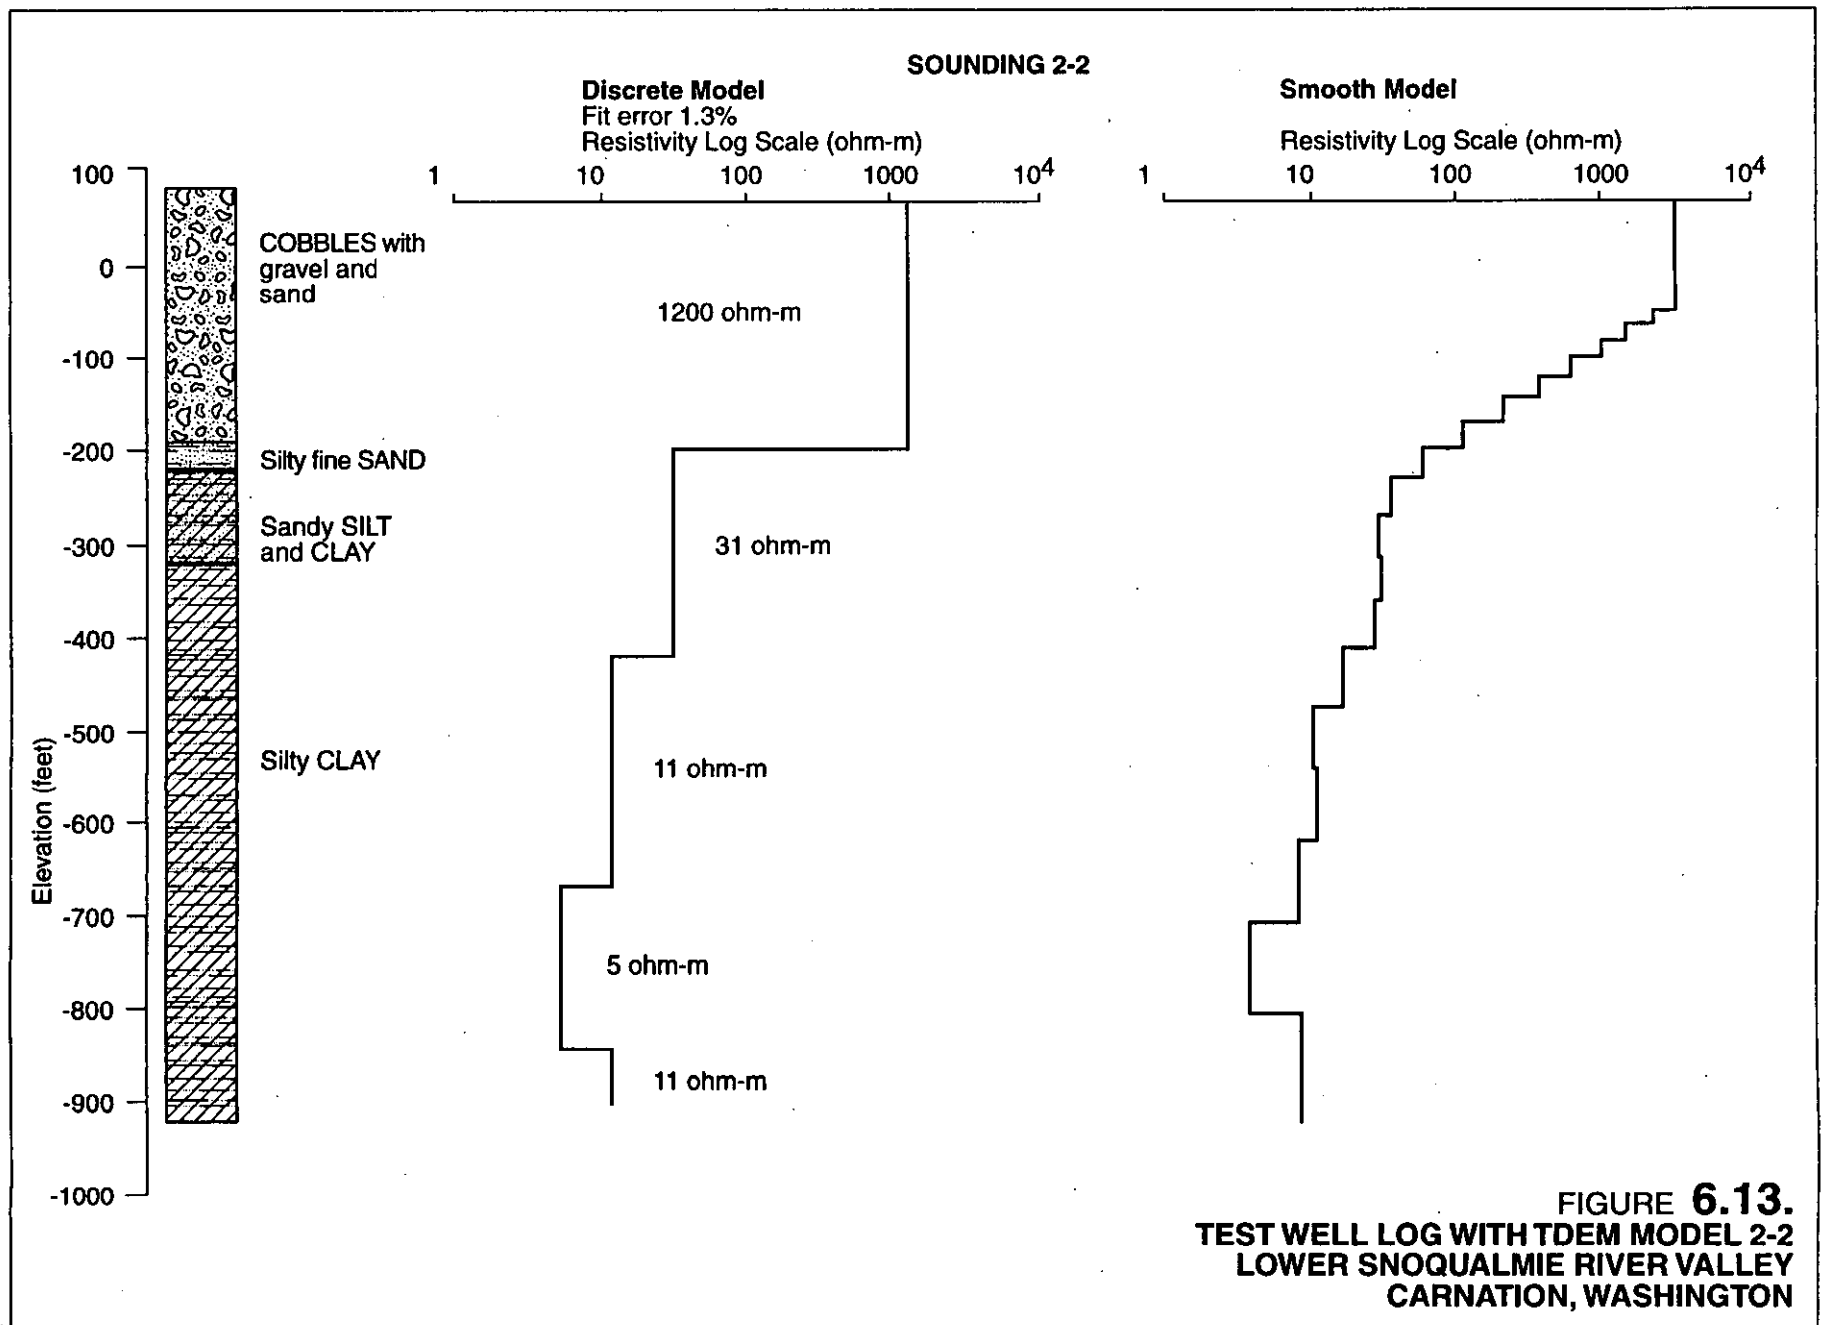 SOUNDING 2-2
Discrete Model
Fit error 1.3%
Resistivity Log Scale (ohm-m)
1 10 100 1000 10⁴
Smooth Model
Resistivity Log Scale (ohm-m)
1 10 100 1000 10⁴
Elevation (feet)
100
0
-100
-200
-300
-400
-500
-600
-700
-800
-900
-1000
COBBLES with
gravel and
sand
Silty fine SAND
Sandy SILT
and CLAY
Silty CLAY
1200 ohm-m
31 ohm-m
11 ohm-m
5 ohm-m
11 ohm-m
FIGURE 6.13.
TEST WELL LOG WITH TDEM MODEL 2-2
LOWER SNOQUALMIE RIVER VALLEY
CARNATION, WASHINGTON